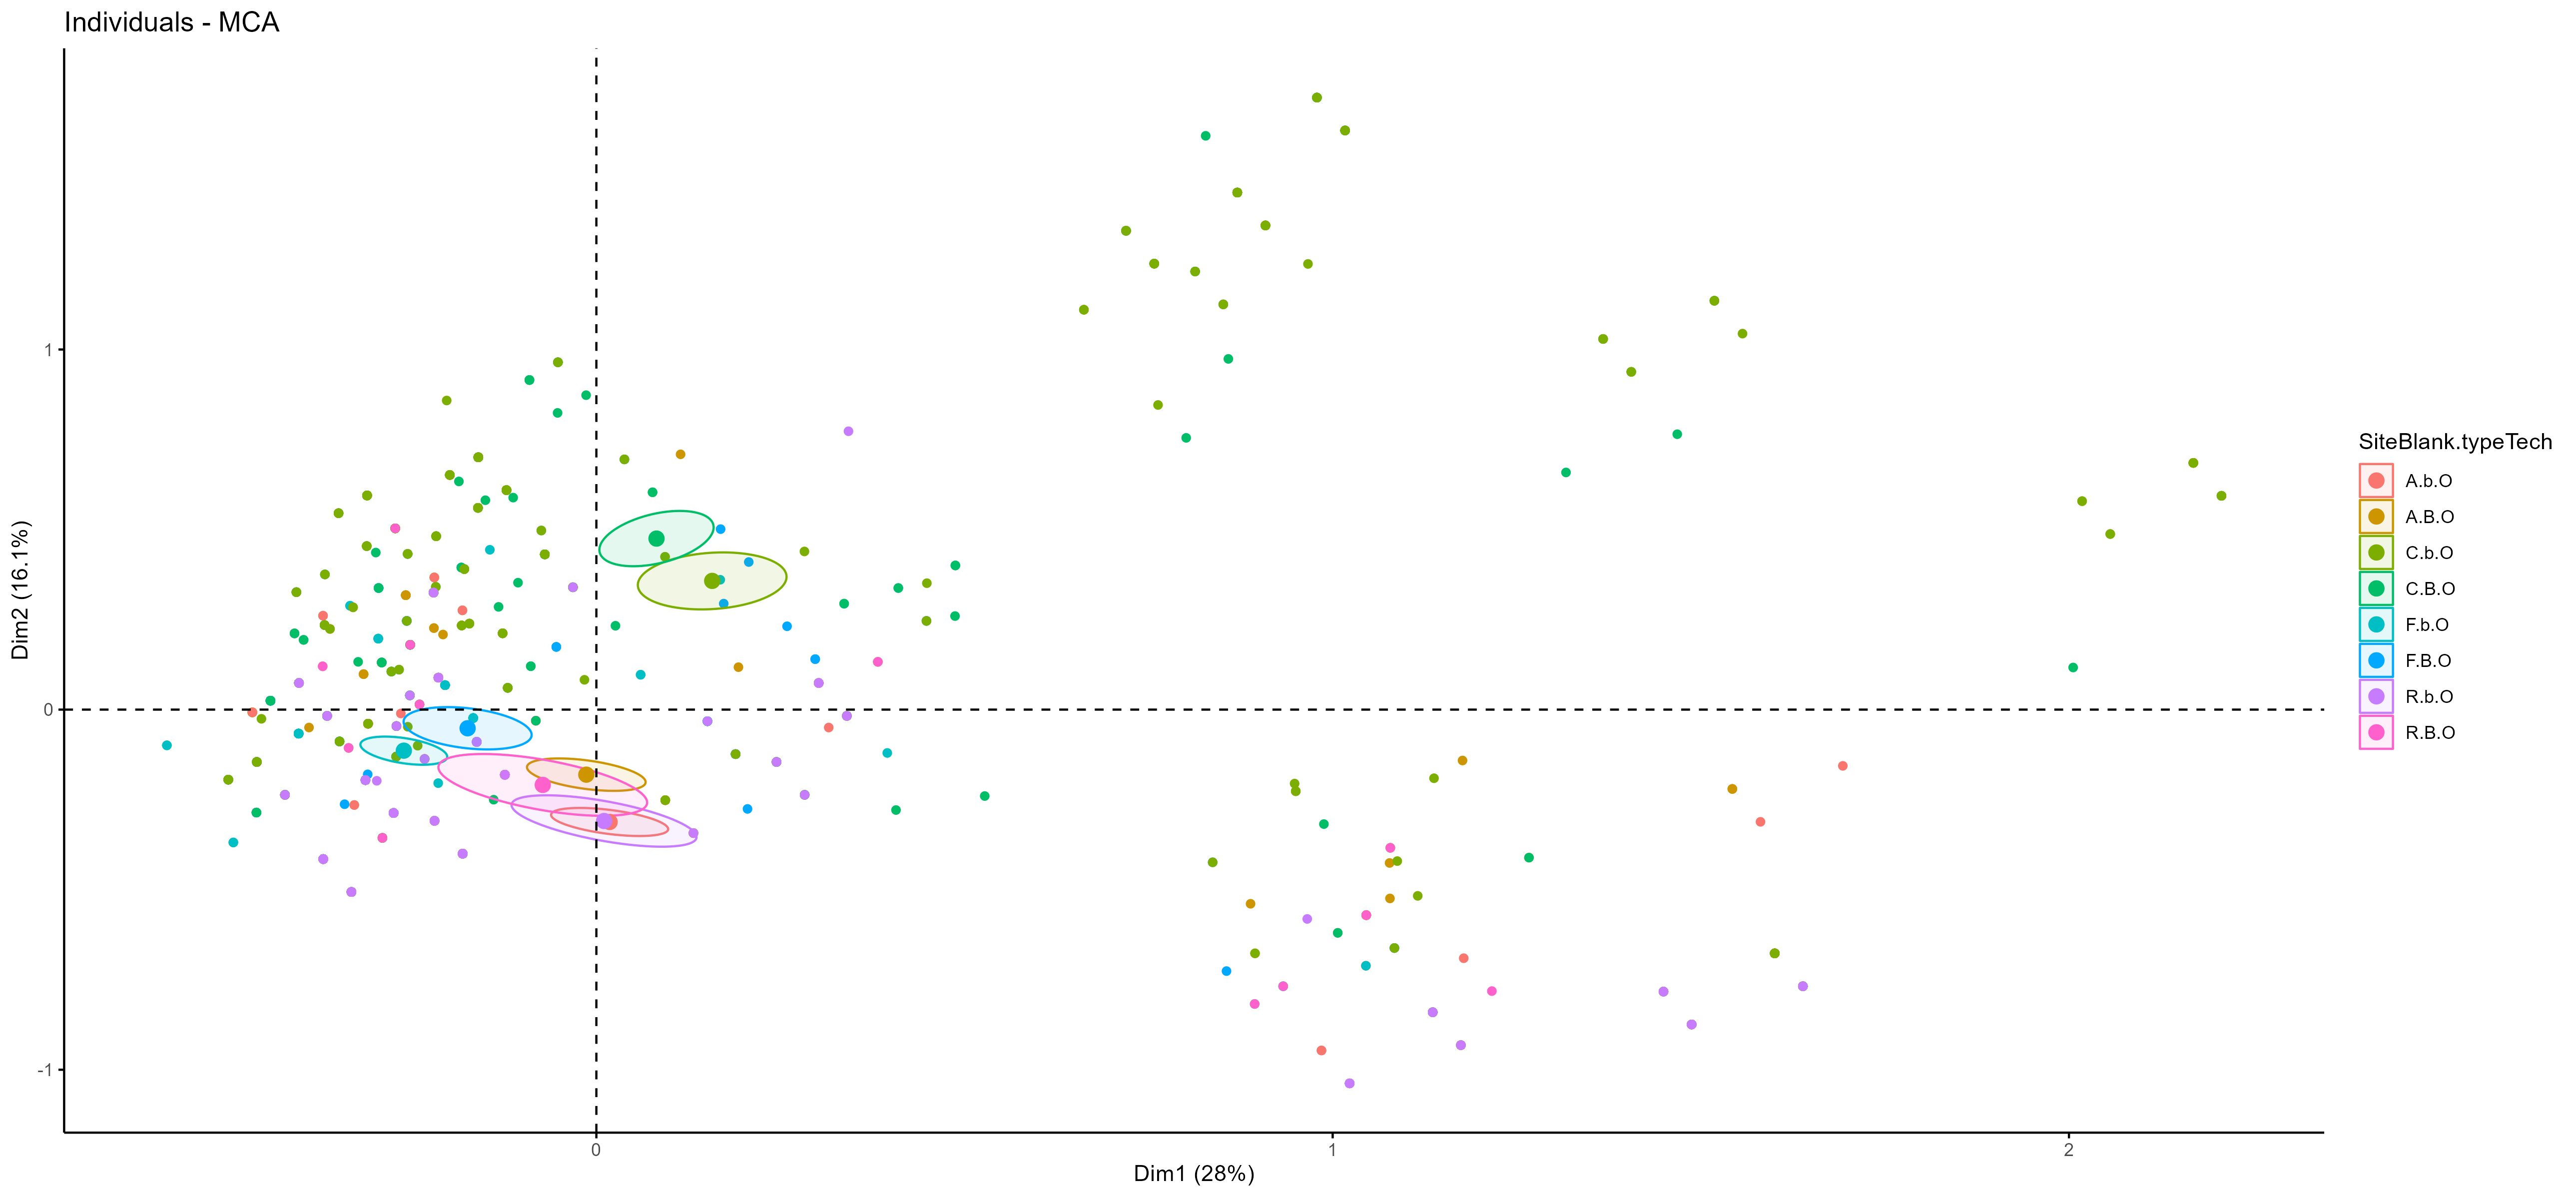 Individuals - MCA
Dim2 (16.1%)
1
0
-1
0
1
2
Dim1 (28%)
SiteBlank.typeTech
A.b.O
A.B.O
C.b.O
C.B.O
F.b.O
F.B.O
R.b.O
R.B.O